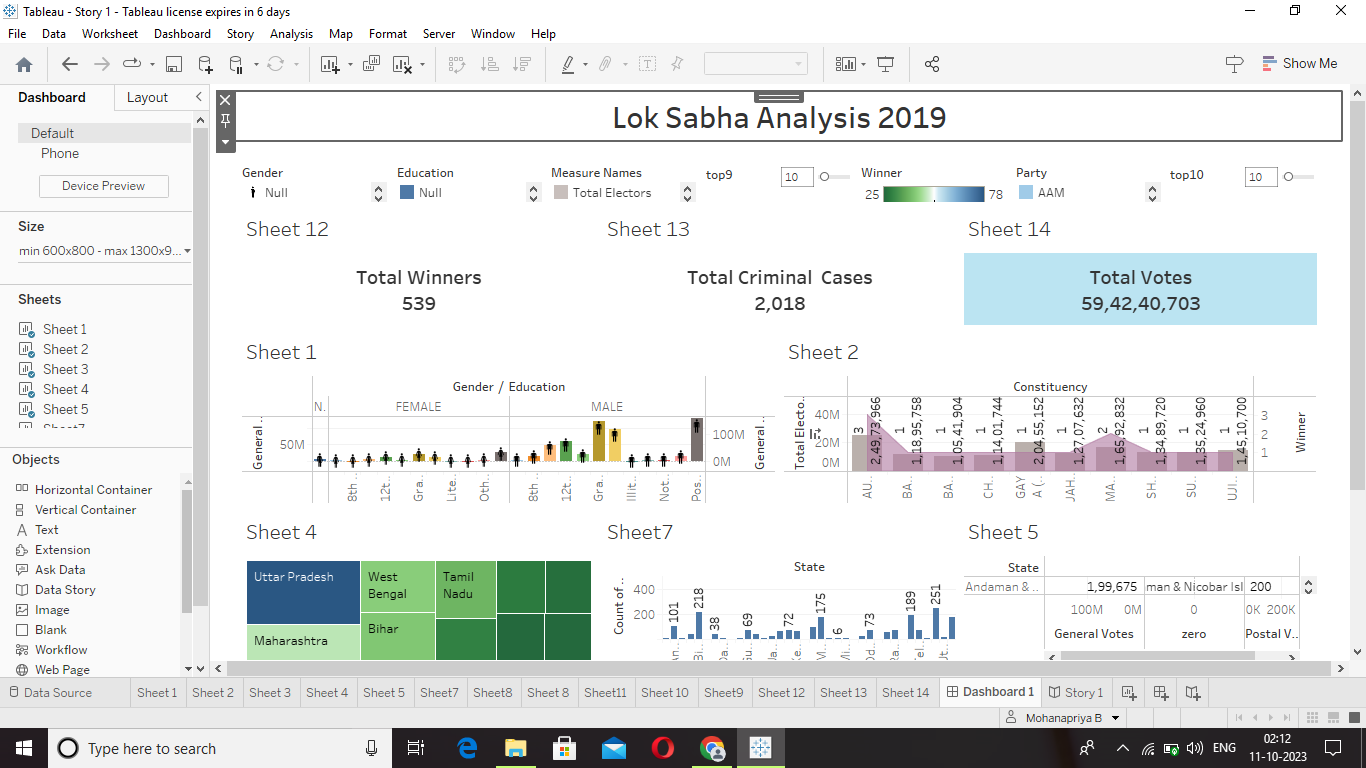 Tableau - Story 1 - Tableau license expires in 6 days
File Data Worksheet Dashboard Story Analysis Map Format Server Window Help
Show Me
Dashboard Layout
Default
Phone
Device Preview
Size
min 600x800 - max 1300x9...
Sheets
Sheet 1
Sheet 2
Sheet 3
Sheet 4
Sheet 5
Objects
Horizontal Container
Vertical Container
Text
Extension
Ask Data
Data Story
Image
Blank
Workflow
Web Page
Lok Sabha Analysis 2019
Gender
Null
Education
Null
Measure Names
Total Electors
top9
10
Winner
25 78
Party
AAM
top10
10
Sheet 12
Total Winners
539
Sheet 13
Total Criminal Cases
2,018
Sheet 14
Total Votes
59,42,40,703
Sheet 1
Gender / Education
N. FEMALE MALE
General ..
50M
100M
0M
General ..
8th .. 12t.. Gra.. Lite.. Oth.. 8th .. 12t.. Gra.. Illit.. Not.. Pos..
Sheet 2
Constituency
Total Electo..
40M
20M
0M
3 1 1 1 1 1 2 1 1 1
2,49,73,966 1,18,95,758 1,05,41,904 1,14,01,744 2,04,55,152 1,27,07,632 1,66,92,832 1,34,89,720 1,35,24,960 1,45,10,700
3
2
1
Winner
AU.. BA.. BA.. CH.. GAY A (.. JAH.. MA.. SH.. SU.. UJI..
Sheet 4
Uttar Pradesh
Maharashtra
West Bengal
Bihar
Tamil Nadu
Sheet7
State
Count of ..
400
200
101 218 38 69 72 175 6 73 189 251
An.. Bi.. Da.. Gu.. Ja.. Ke.. M.. Mi.. Od.. Ra.. Tel.. Ut..
Sheet 5
State
Andaman & .. 1,99,675 man & Nicobar Isl 200
100M 0M 0 0K 200K
General Votes zero Postal V..
Data Source Sheet 1 Sheet 2 Sheet 3 Sheet 4 Sheet 5 Sheet7 Sheet8 Sheet 8 Sheet11 Sheet 10 Sheet9 Sheet 12 Sheet 13 Sheet 14 Dashboard 1 Story 1
Mohanapriya B
Type here to search
ENG
02:12
11-10-2023